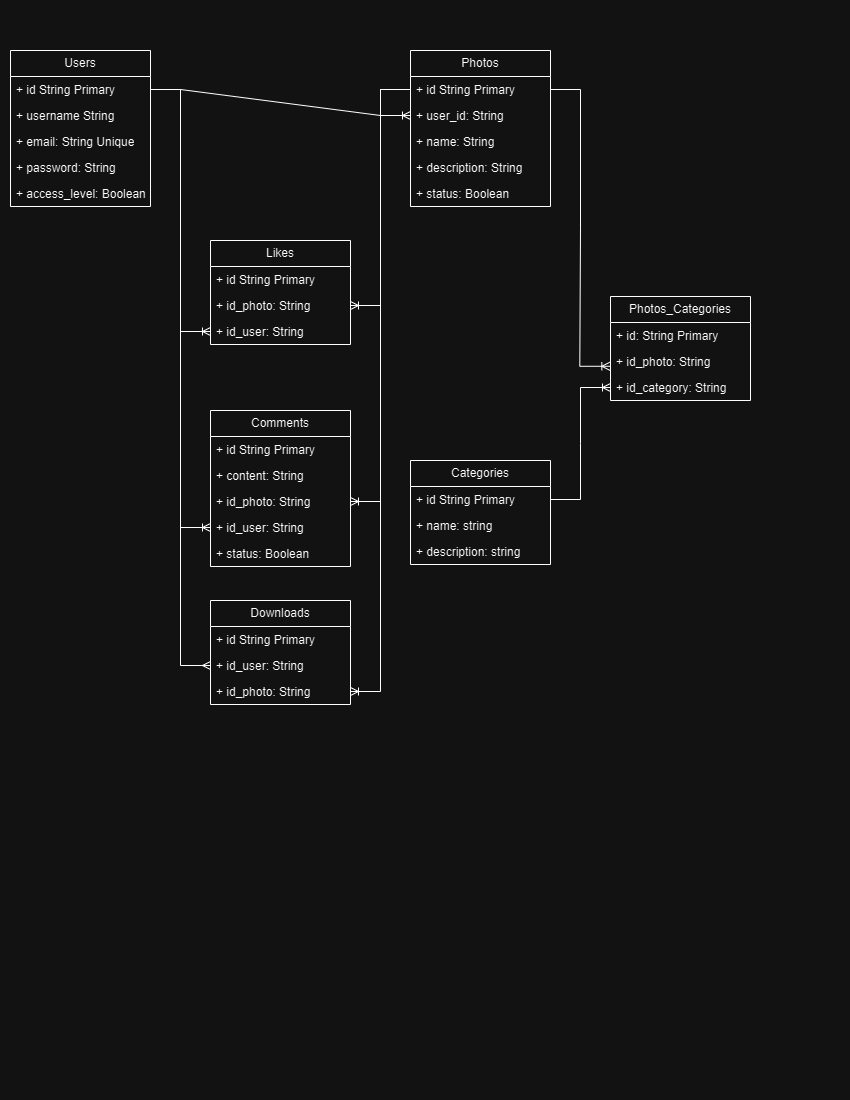 Users
+ id String Primary
+ username String
+ email: String Unique
+ password: String
+ access_level: Boolean
Photos
+ id String Primary
+ user_id: String
+ name: String
+ description: String
+ status: Boolean
Likes
+ id String Primary
+ id_photo: String
+ id_user: String
Photos_Categories
+ id: String Primary
+ id_photo: String
+ id_category: String
Comments
+ id String Primary
+ content: String
+ id_photo: String
+ id_user: String
+ status: Boolean
Categories
+ id String Primary
+ name: string
+ description: string
Downloads
+ id String Primary
+ id_user: String
+ id_photo: String